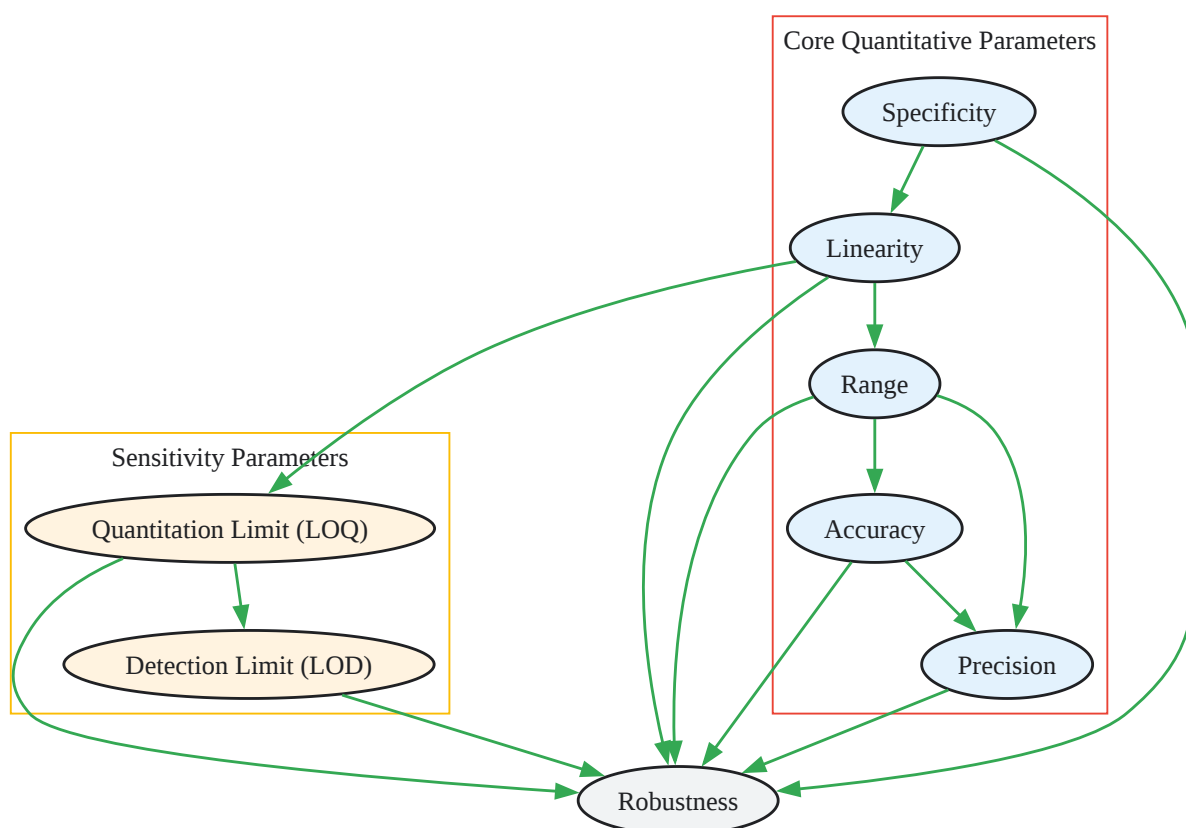 Core Quantitative Parameters
Specificity
Linearity
Range
Sensitivity Parameters
Quantitation Limit (LOQ)
Accuracy
Detection Limit (LOD)
Precision
Robustness